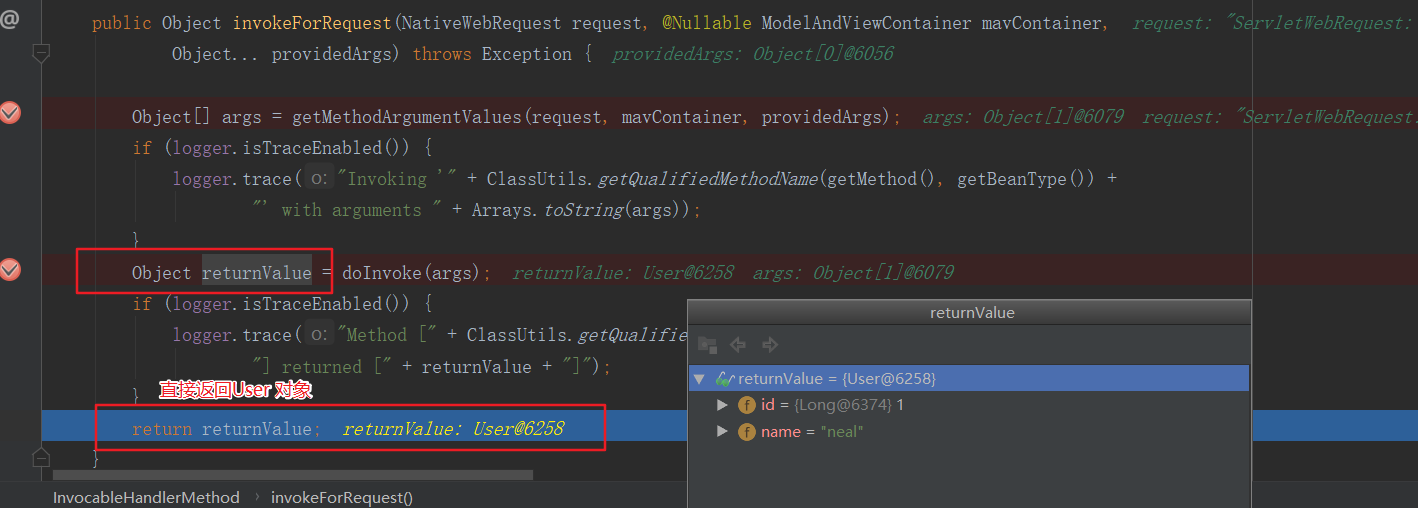 @
public Object invokeForRequest(NativeWebRequest request, @Nullable ModelAndViewContainer mavContainer,  request: "ServletWebRequest:
Object... providedArgs) throws Exception {  providedArgs: Object[0]@6056
Object[] args = getMethodArgumentValues(request, mavContainer, providedArgs);  args: Object[1]@6079  request: "ServletWebRequest:
if (logger.isTraceEnabled()) {
logger.trace( o: "Invoking '" + ClassUtils.getQualifiedMethodName(getMethod(), getBeanType()) +
"' with arguments " + Arrays.toString(args));
}
Object returnValue = doInvoke(args);  returnValue: User@6258  args: Object[1]@6079
if (logger.isTraceEnabled()) {
logger.trace( o: "Method [" + ClassUtils.getQualifie
"] returned [" + returnValue + "]");
}
直接返回User 对象
return returnValue;  returnValue: User@6258
}
returnValue
returnValue = {User@6258}
f id = {Long@6374} 1
f name = "neal"
InvocableHandlerMethod › invokeForRequest()